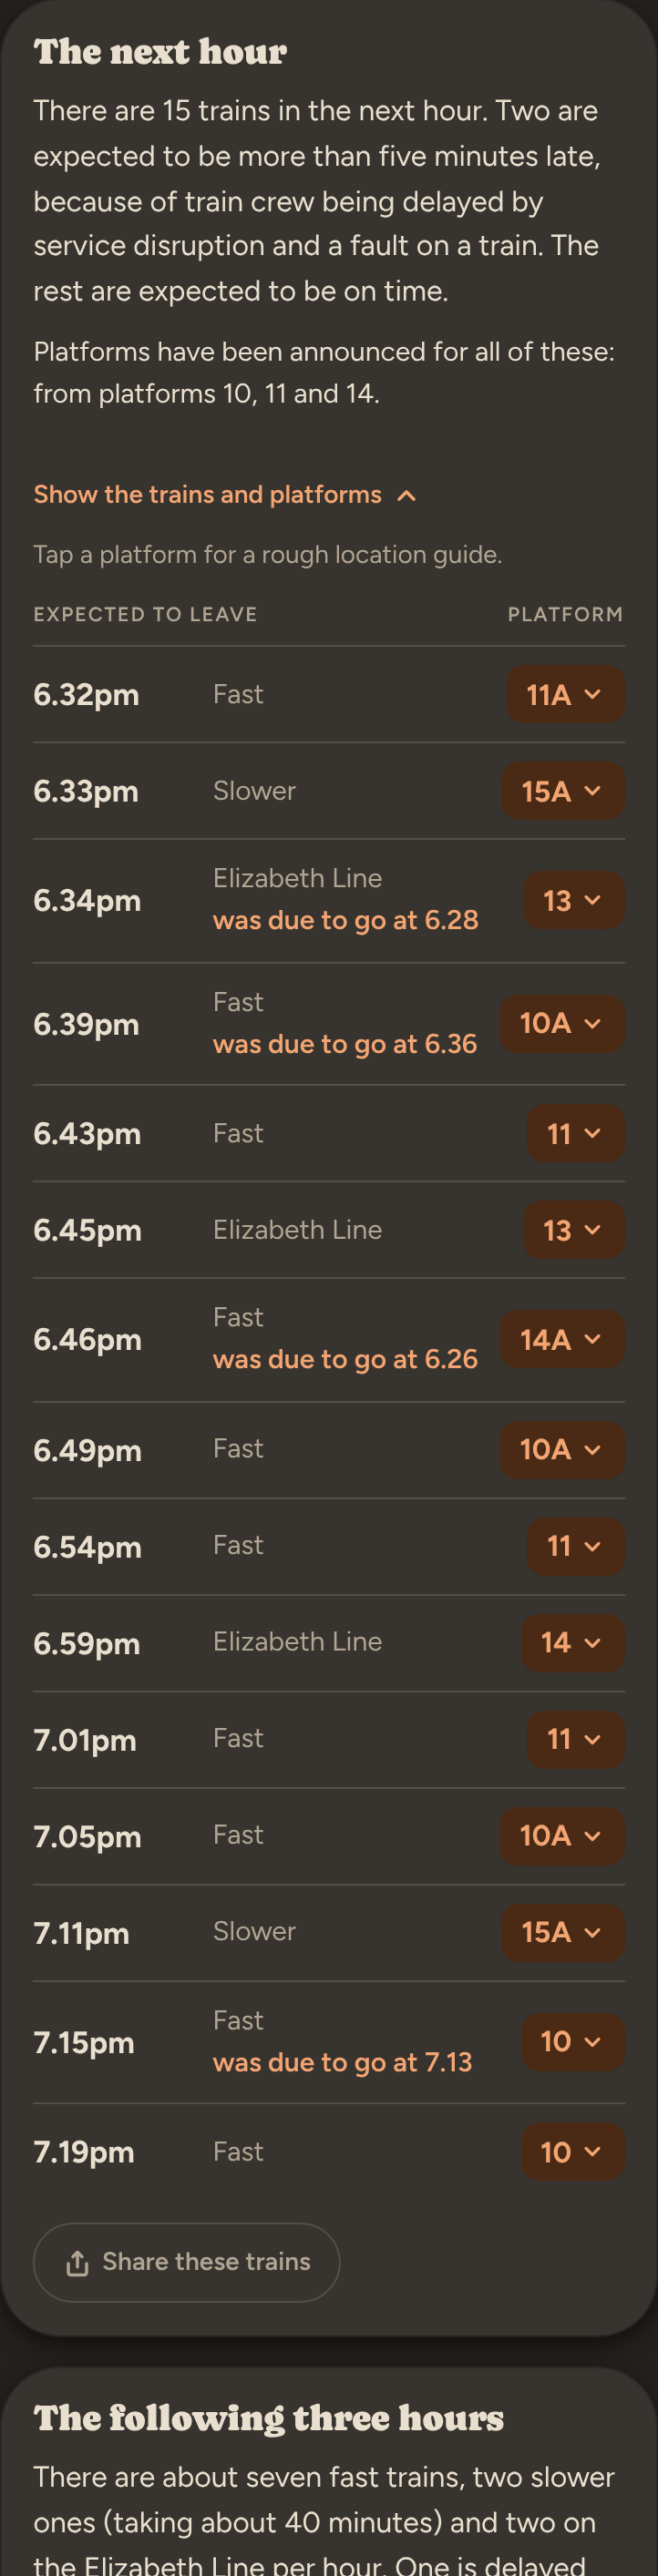 The next hour
There are 15 trains in the next hour. Two are
expected to be more than five minutes late,
because of train crew being delayed by
service disruption and a fault on a train. The
rest are expected to be on time.
Platforms have been announced for all of these:
from platforms 10, 11 and 14.
Show the trains and platforms
Tap a platform for a rough location guide.
EXPECTED TO LEAVE PLATFORM
6.32pm Fast 11A
6.33pm Slower 15A
6.34pm Elizabeth Line 13
was due to go at 6.28
6.39pm Fast 10A
was due to go at 6.36
6.43pm Fast 11
6.45pm Elizabeth Line 13
6.46pm Fast 14A
was due to go at 6.26
6.49pm Fast 10A
6.54pm Fast 11
6.59pm Elizabeth Line 14
7.01pm Fast 11
7.05pm Fast 10A
7.11pm Slower 15A
7.15pm Fast 10
was due to go at 7.13
7.19pm Fast 10
Share these trains
The following three hours
There are about seven fast trains, two slower
ones (taking about 40 minutes) and two on
the Elizabeth Line per hour. One is delayed